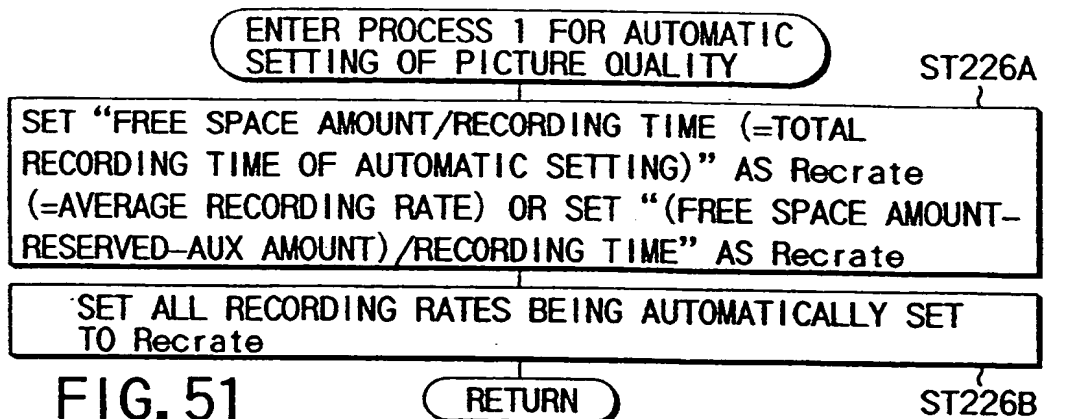 ENTER PROCESS 1 FOR AUTOMATIC
SETTING OF PICTURE QUALITY
ST226A
SET “FREE SPACE AMOUNT/RECORDING TIME (=TOTAL
RECORDING TIME OF AUTOMATIC SETTING)” AS Recrate
(=AVERAGE RECORDING RATE) OR SET “(FREE SPACE AMOUNT–
RESERVED–AUX AMOUNT)/RECORDING TIME” AS Recrate
SET ALL RECORDING RATES BEING AUTOMATICALLY SET
TO Recrate
FIG. 51
RETURN
ST226B